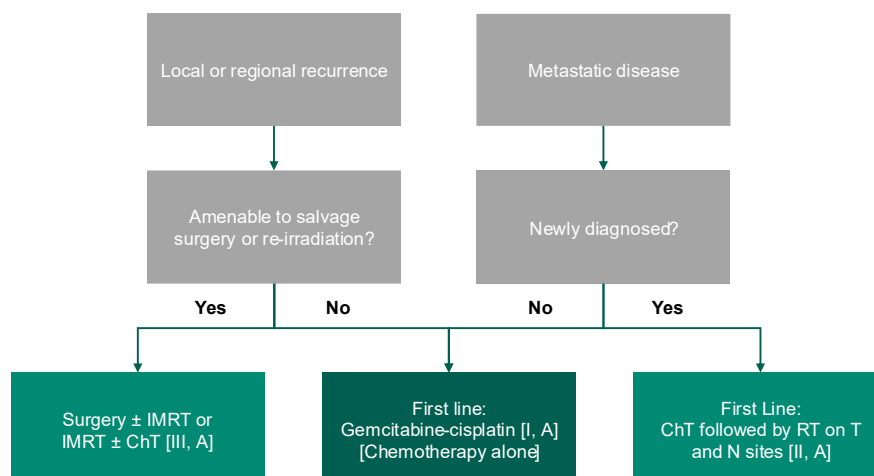 Local or regional recurrence
Metastatic disease
Amenable to salvage
surgery or re-irradiation?
Newly diagnosed?
Yes
No
No
Yes
Surgery ± IMRT or
IMRT ± ChT [III, A]
First line:
Gemcitabine-cisplatin [I, A]
[Chemotherapy alone]
First Line:
ChT followed by RT on T
and N sites [II, A]